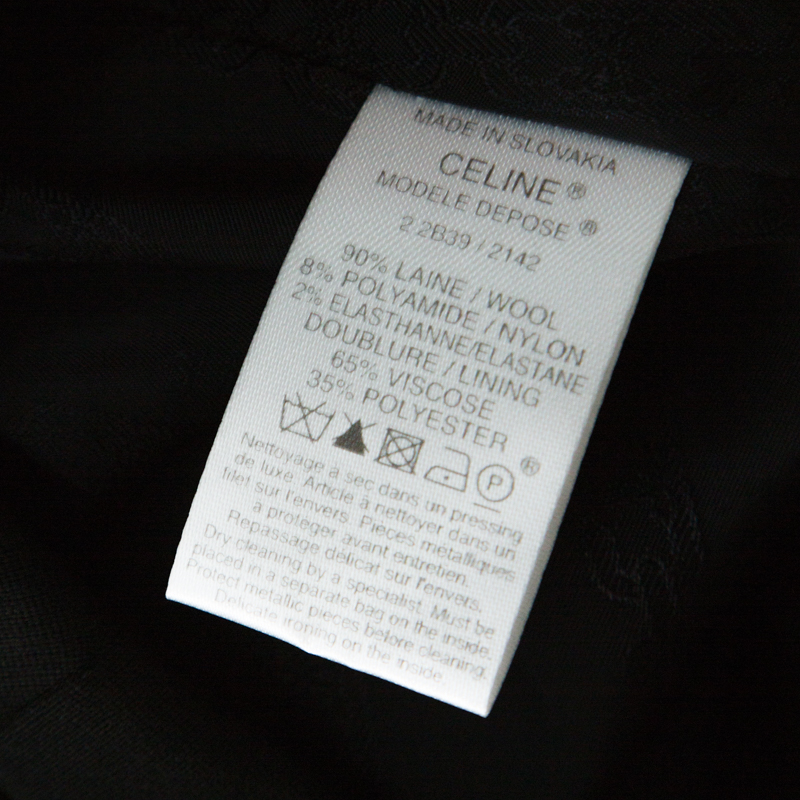 MADE IN SLOVAKIA
CELINE®
MODELE DEPOSE®
2 2B39 / 2142
90% LAINE / WOOL
8% POLYAMIDE / NYLON
2% ELASTHANNE/ELASTANE
DOUBLURE / LINING
65% VISCOSE
35% POLYESTER
P ®
Nettoyage à sec dans un pressing
de luxe. Article à nettoyer dans un
filet sur l'envers. Pieces métalliques
a protéger avant entretien.
Repassage délicat sur l'envers.
Dry cleaning by a specialist. Must be
placed in a separate bag on the inside.
Protect metallic pieces before cleaning.
Delicate ironing on the inside.